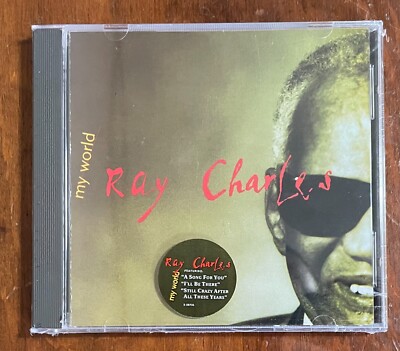 my world
Ray Charles
Ray Charles
my world
FEATURING
"A SONG FOR YOU"
"I'LL BE THERE"
"STILL CRAZY AFTER
ALL THESE YEARS"